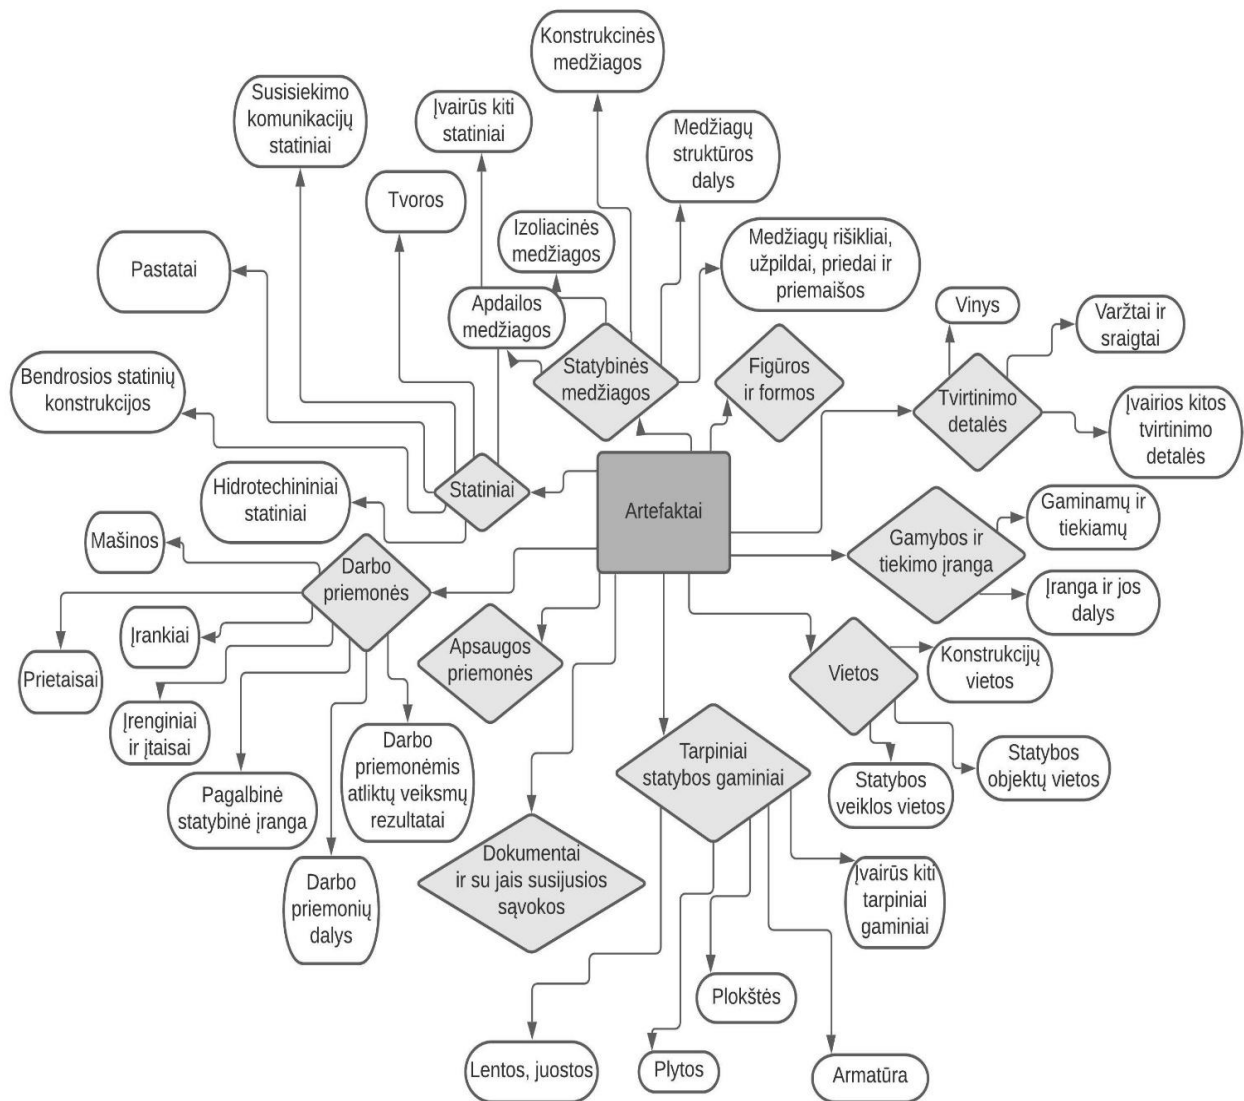 Konstrukcinės
medžiagos
Susisiekimo
komunikacijų
statiniai
Įvairūs kiti
statiniai
Medžiagų
struktūros
dalys
Tvoros
Izoliacinės
medžiagos
Medžiagų rišikliai,
užpildai, priedai ir
priemaišos
Pastatai
Apdailos
medžiagos
Vinys
Varžtai ir
sraigtai
Statybinės
medžiagos
Figūros
ir formos
Bendrosios statinių
konstrukcijos
Tvirtinimo
detalės
Įvairios kitos
tvirtinimo
detalės
Statiniai
Hidrotechininiai
statiniai
Artefaktai
Gaminamų ir
tiekiamų
Mašinos
Gamybos ir
tiekimo įranga
Darbo
priemonės
Įranga ir jos
dalys
Įrankiai
Apsaugos
priemonės
Vietos
Konstrukcijų
vietos
Prietaisai
Įrenginiai
ir įtaisai
Darbo
priemonėmis
atliktų veiksmų
rezultatai
Tarpiniai
statybos gaminiai
Statybos
objektų vietos
Statybos
veiklos vietos
Pagalbinė
statybinė įranga
Dokumentai
ir su jais susijusios
sąvokos
Darbo
priemonių
dalys
Įvairūs kiti
tarpiniai
gaminiai
Plokštės
Lentos, juostos
Plytos
Armatūra